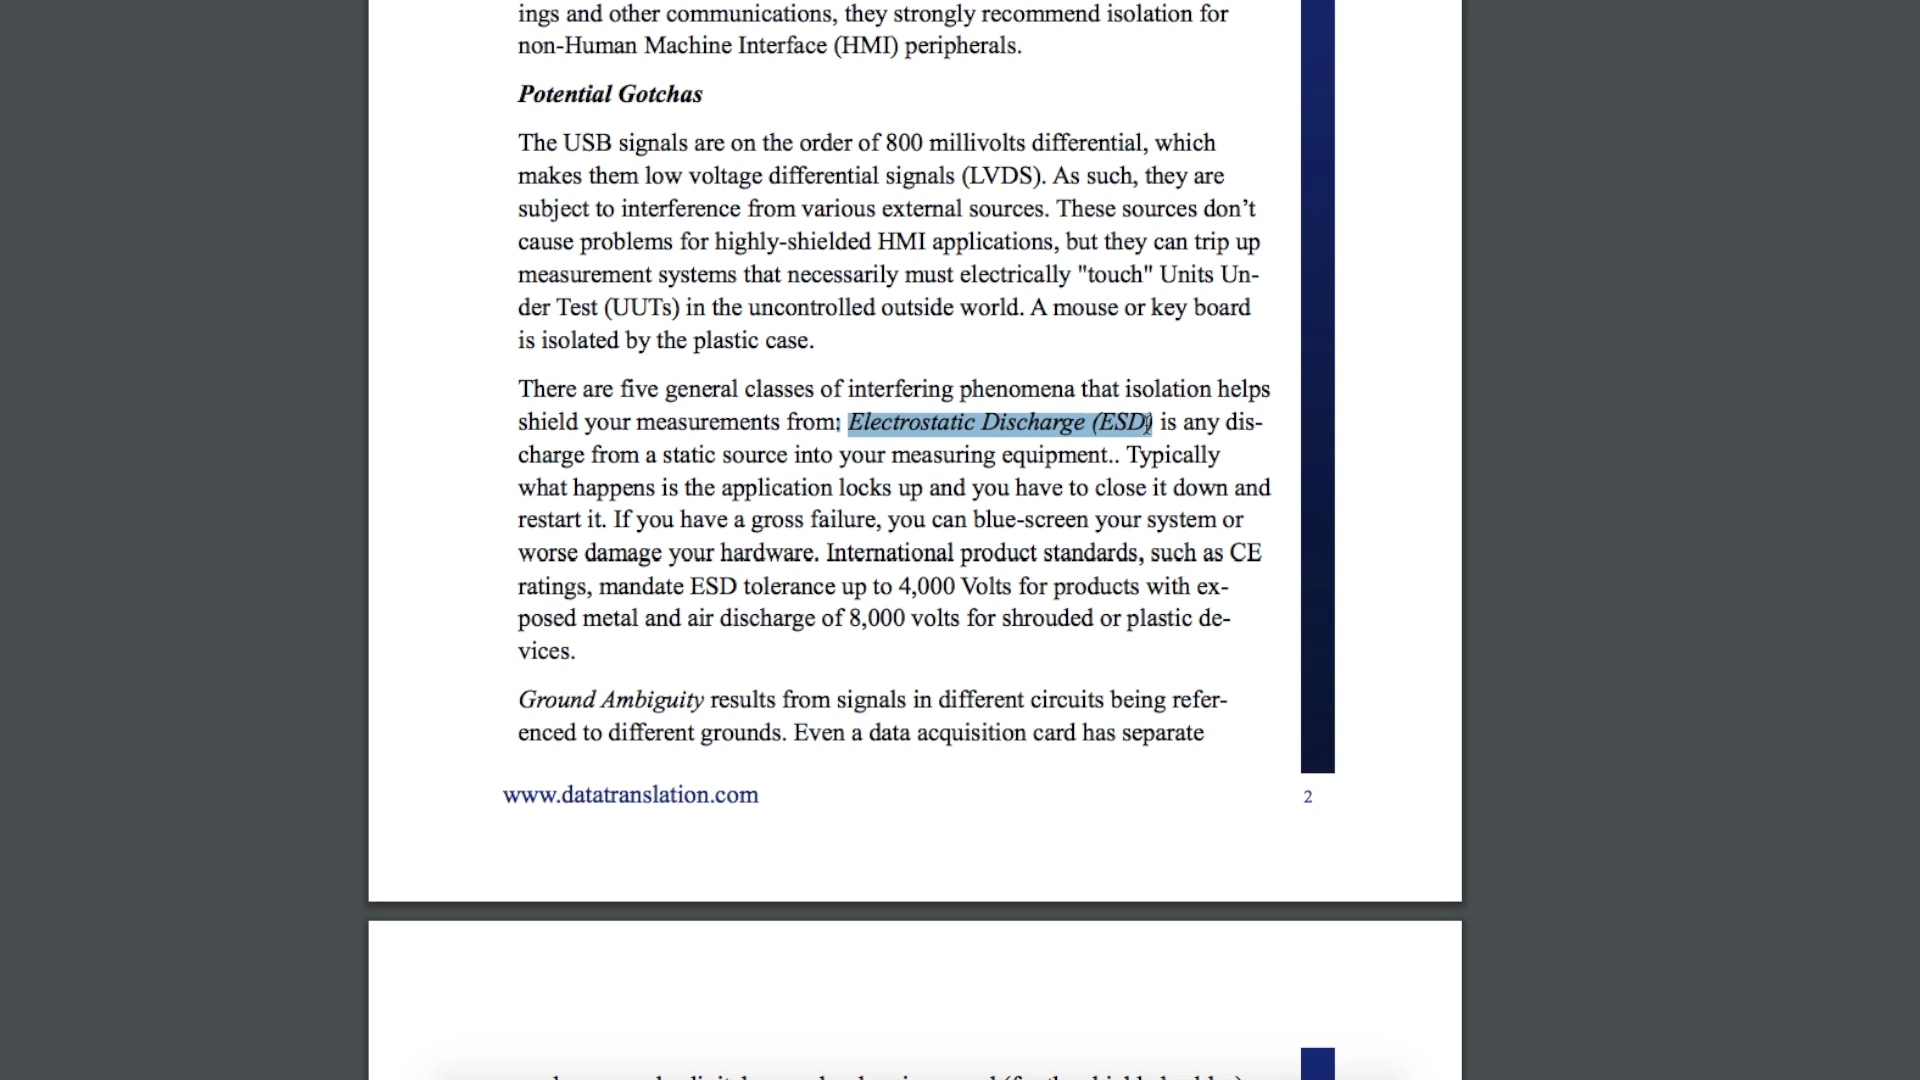 ings and other communications, they strongly recommend isolation for
non-Human Machine Interface (HMI) peripherals.
Potential Gotchas
The USB signals are on the order of 800 millivolts differential, which
makes them low voltage differential signals (LVDS). As such, they are
subject to interference from various external sources. These sources don’t
cause problems for highly-shielded HMI applications, but they can trip up
measurement systems that necessarily must electrically "touch" Units Un-
der Test (UUTs) in the uncontrolled outside world. A mouse or key board
is isolated by the plastic case.
There are five general classes of interfering phenomena that isolation helps
shield your measurements from; Electrostatic Discharge (ESD) is any dis-
charge from a static source into your measuring equipment.. Typically
what happens is the application locks up and you have to close it down and
restart it. If you have a gross failure, you can blue-screen your system or
worse damage your hardware. International product standards, such as CE
ratings, mandate ESD tolerance up to 4,000 Volts for products with ex-
posed metal and air discharge of 8,000 volts for shrouded or plastic de-
vices.
Ground Ambiguity results from signals in different circuits being refer-
enced to different grounds. Even a data acquisition card has separate
www.datatranslation.com
2